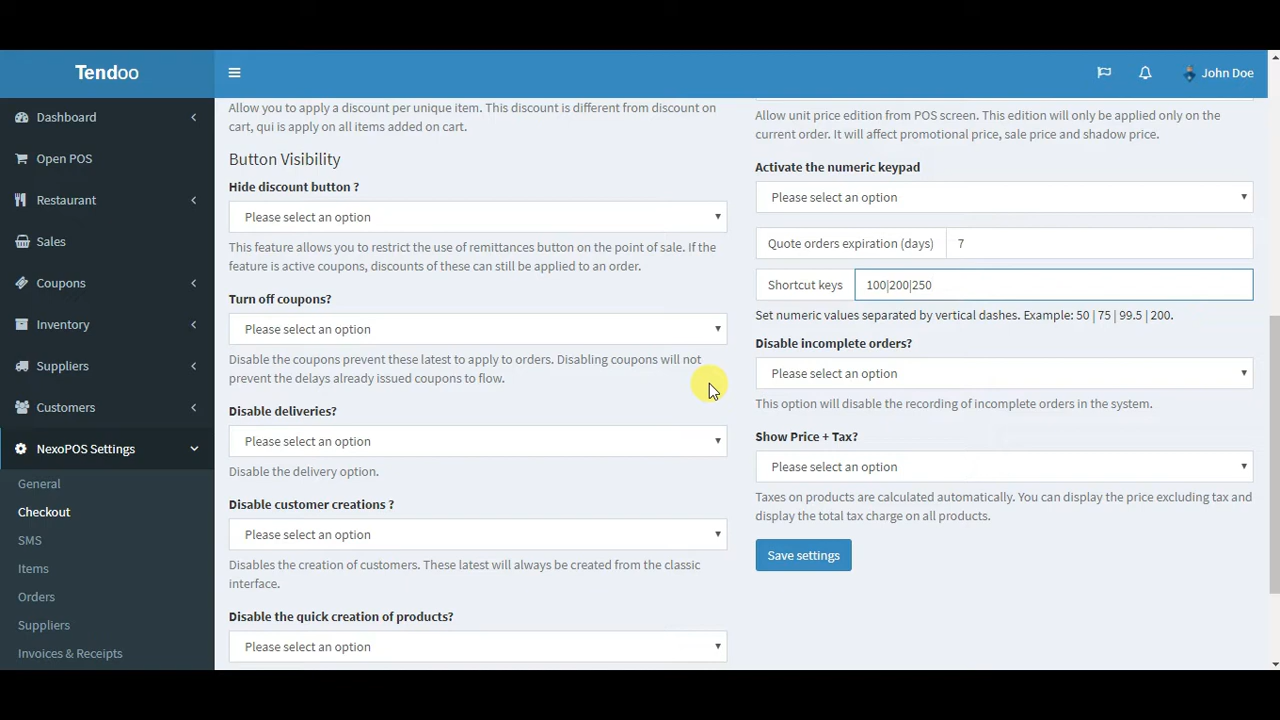 Tendoo
John Doe
Dashboard
Open POS
Restaurant
Sales
Coupons
Inventory
Suppliers
Customers
NexoPOS Settings
General
Checkout
SMS
Items
Orders
Suppliers
Invoices & Receipts
Allow you to apply a discount per unique item. This discount is different from discount on
cart, qui is apply on all items added on cart.
Button Visibility
Hide discount button ?
Please select an option
This feature allows you to restrict the use of remittances button on the point of sale. If the
feature is active coupons, discounts of these can still be applied to an order.
Turn off coupons?
Please select an option
Disable the coupons prevent these latest to apply to orders. Disabling coupons will not
prevent the delays already issued coupons to flow.
Disable deliveries?
Please select an option
Disable the delivery option.
Disable customer creations ?
Please select an option
Disables the creation of customers. These latest will always be created from the classic
interface.
Disable the quick creation of products?
Please select an option
Allow unit price edition from POS screen. This edition will only be applied only on the
current order. It will affect promotional price, sale price and shadow price.
Activate the numeric keypad
Please select an option
Quote orders expiration (days) 7
Shortcut keys 100|200|250
Set numeric values separated by vertical dashes. Example: 50 | 75 | 99.5 | 200.
Disable incomplete orders?
Please select an option
This option will disable the recording of incomplete orders in the system.
Show Price + Tax?
Please select an option
Taxes on products are calculated automatically. You can display the price excluding tax and
display the total tax charge on all products.
Save settings